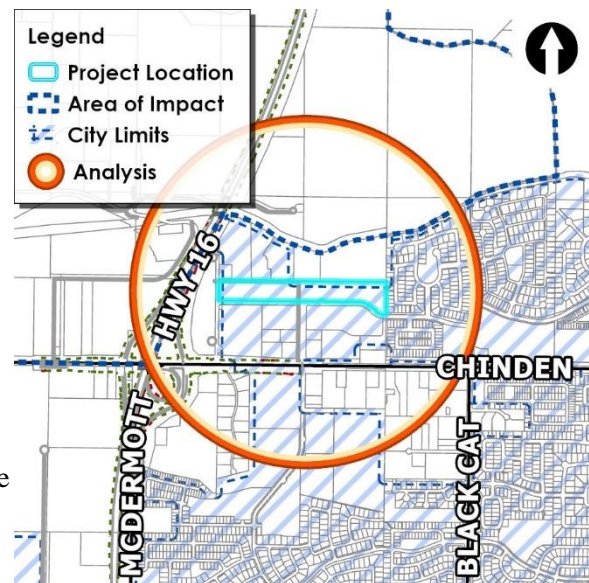 Legend
Project Location
Area of Impact
City Limits
Analysis
HWY 16
CHINDEN
MCDERMOTT
BLACK CAT
e